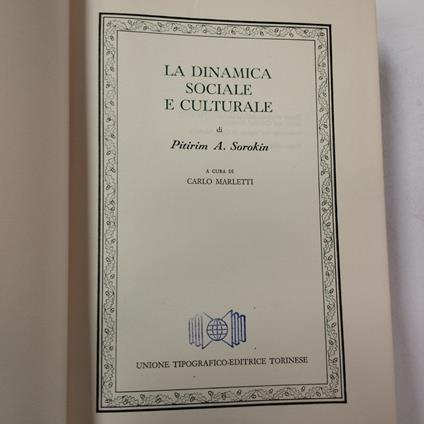 LA DINAMICA
SOCIALE
E CULTURALE
di
Pitirim A. Sorokin
A CURA DI
CARLO MARLETTI
UNIONE TIPOGRAFICO-EDITRICE TORINESE